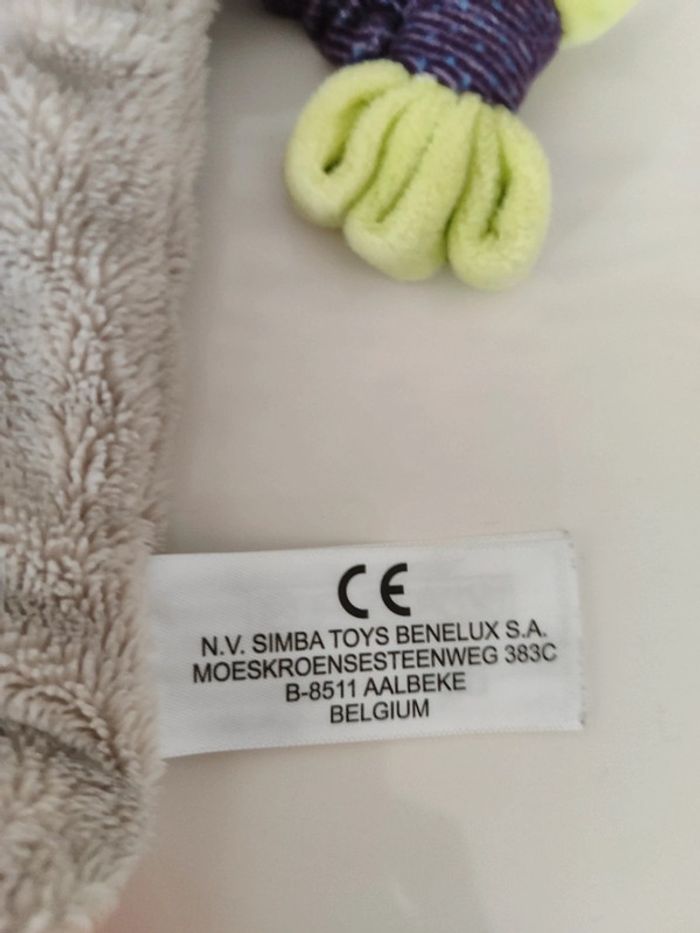 CE
N.V. SIMBA TOYS BENELUX S.A.
MOESKROENSESTEENWEG 383C
B-8511 AALBEKE
BELGIUM